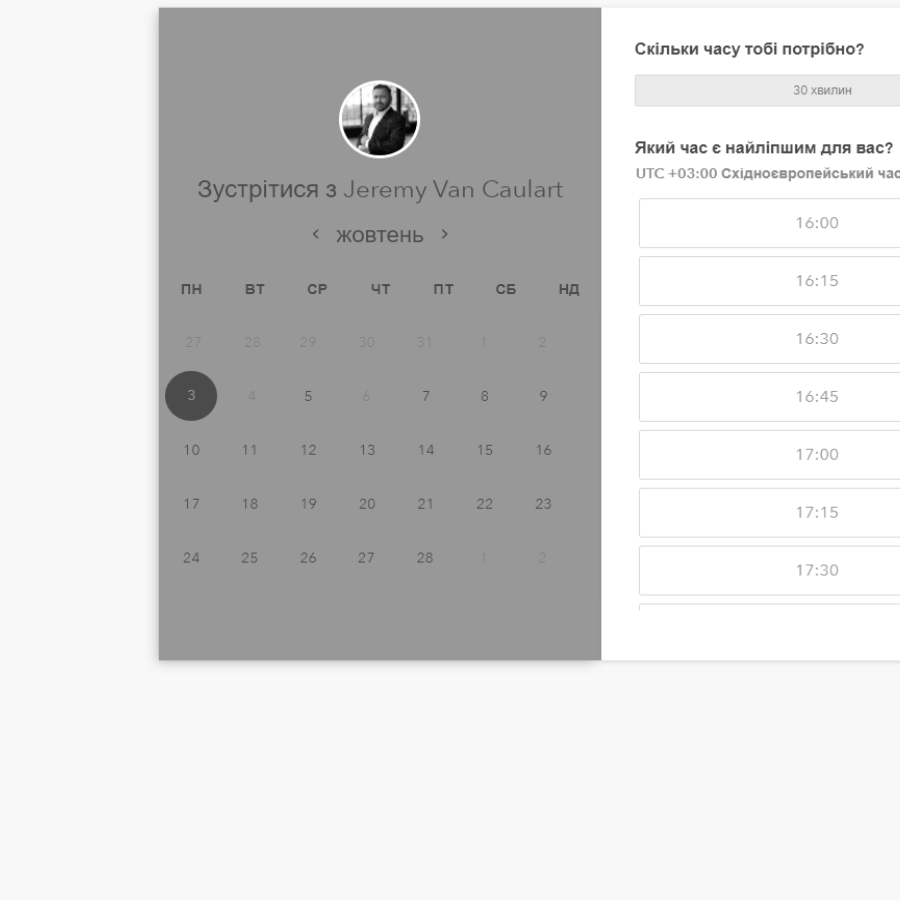 Зустрітися з Jeremy Van Caulart
‹ жовтень ›
ПН ВТ СР ЧТ ПТ СБ НД
27 28 29 30 31 1 2
3 4 5 6 7 8 9
10 11 12 13 14 15 16
17 18 19 20 21 22 23
24 25 26 27 28 1 2
Скільки часу тобі потрібно?
30 хвилин
Який час є найліпшим для вас?
UTC +03:00 Східноєвропейський час
16:00
16:15
16:30
16:45
17:00
17:15
17:30